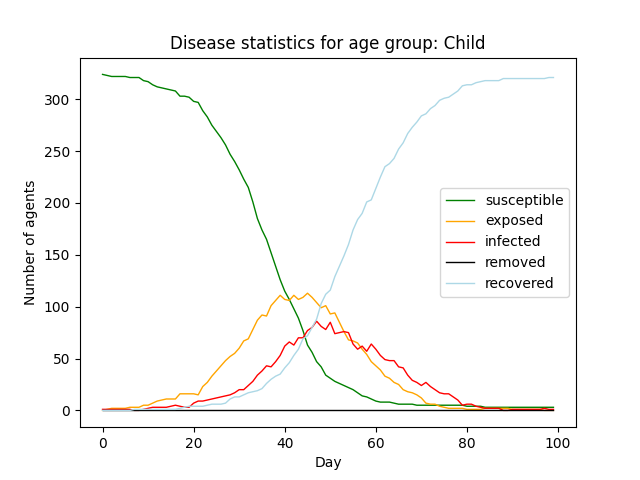 Disease statistics for age group: Child
Number of agents
300
250
200
150
100
50
0
susceptible
exposed
infected
removed
recovered
0 20 40 60 80 100
Day